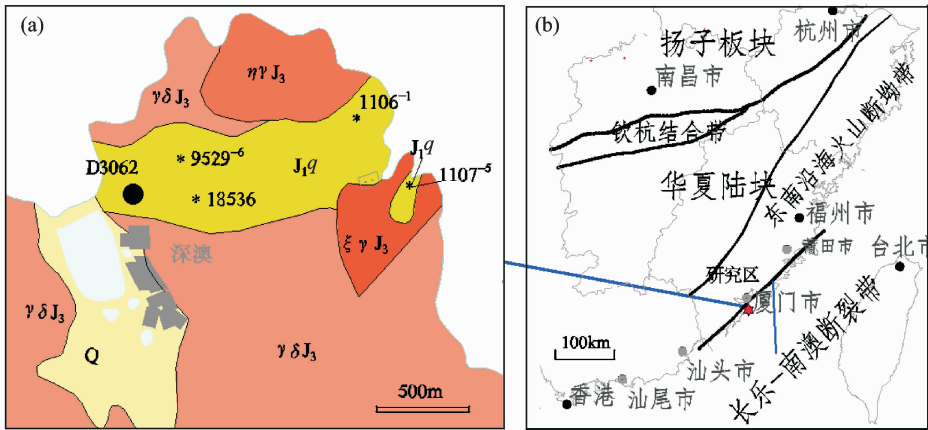 (a)
ηγ J₃
γδ J₃
1106⁻¹
D3062
9529⁻⁶
J₁q
J₁q
1107⁻⁵
18536
ξ γ J₃
深澳
γ δ J₃
Q
γ δ J₃
500m
(b)
扬子板块
杭州市
南昌市
钦杭结合带
华夏陆块
东南沿海火山断坳带
福州市
莆田市
台北市
研究区
厦门市
100km
汕头市
香港
汕尾市
长乐-南澳断裂带